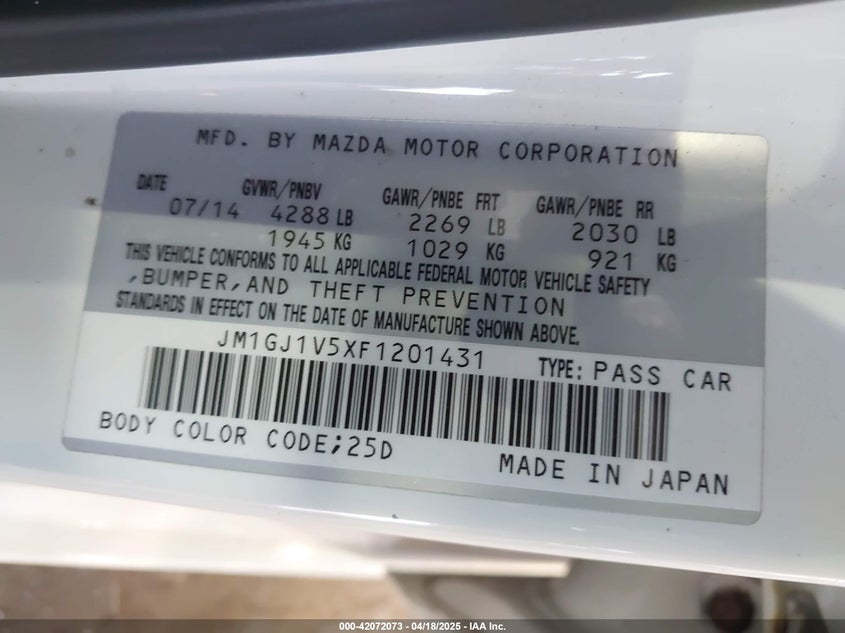 MFD. BY MAZDA MOTOR CORPORATION
DATE GVWR/PNBV GAWR/PNBE FRT GAWR/PNBE RR
07/14 4288 LB 2269 LB 2030 LB
1945 KG 1029 KG 921 KG
THIS VEHICLE CONFORMS TO ALL APPLICABLE FEDERAL MOTOR VEHICLE SAFETY
,BUMPER,AND THEFT PREVENTION
STANDARDS IN EFFECT ON THE DATE OF MANUFACTURE SHOWN ABOVE.
JM1GJ1V5XF1201431 TYPE: PASS CAR
BODY COLOR CODE;25D MADE IN JAPAN
000-42072073 - 04/18/2025 - IAA Inc.